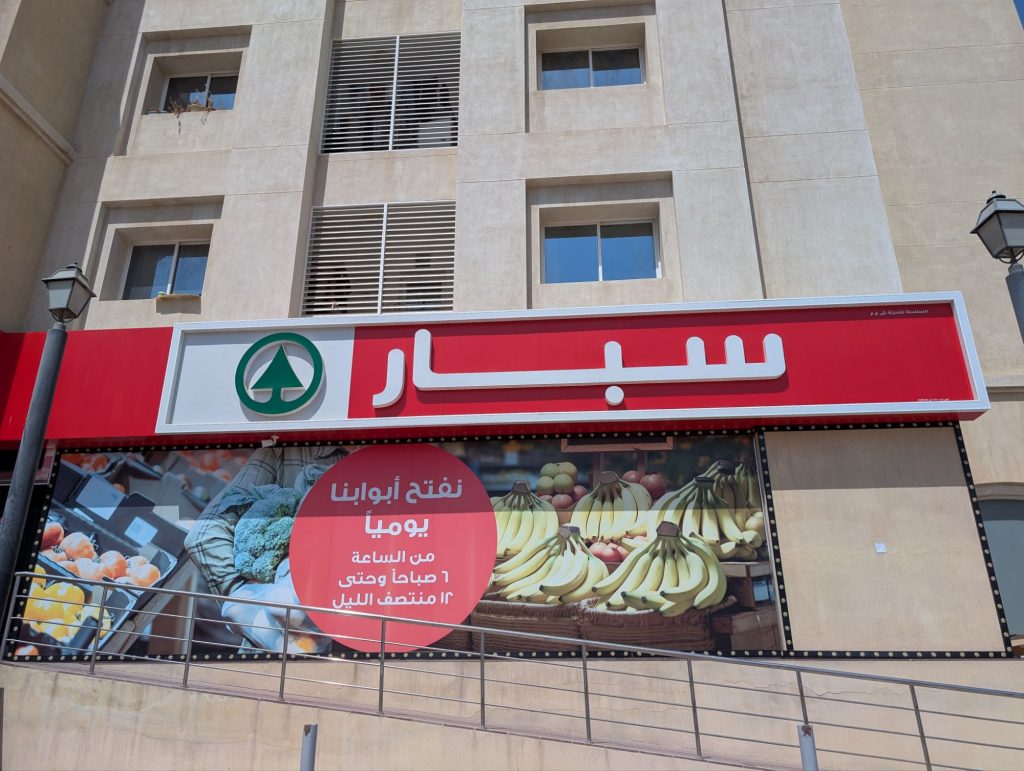 سبار
نفتح أبوابنا
يومياً
من الساعة
٦ صباحاً وحتى
١٢ منتصف الليل